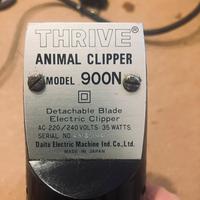 THRIVE®
ANIMAL CLIPPER
MODEL 900N
Detachable Blade
Electric Clipper
AC 220/240 VOLTS 35 WATTS
SERIAL NO.
Daito Electric Machine Ind. Co., Ltd.
MADE IN JAPAN